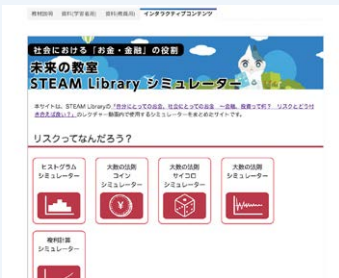 教材説明 資料(学習者用) 資料(教員用) インタラクティブコンテンツ
社会における「お金・金融」の役割
未来の教室
STEAM Library シミュレーター
本サイトは、STEAM Libraryの「自分にとってのお金、社会にとってのお金 ～金融、投資って何? リスクとどう付き合えば良い?」のレクチャー動画内で使用するシミュレーターをまとめたサイトです。
リスクってなんだろう?
ヒストグラム
シミュレーター
大数の法則
コイン
シミュレーター
大数の法則
サイコロ
シミュレーター
大数の法則
シミュレーター
複利計算
シミュレーター